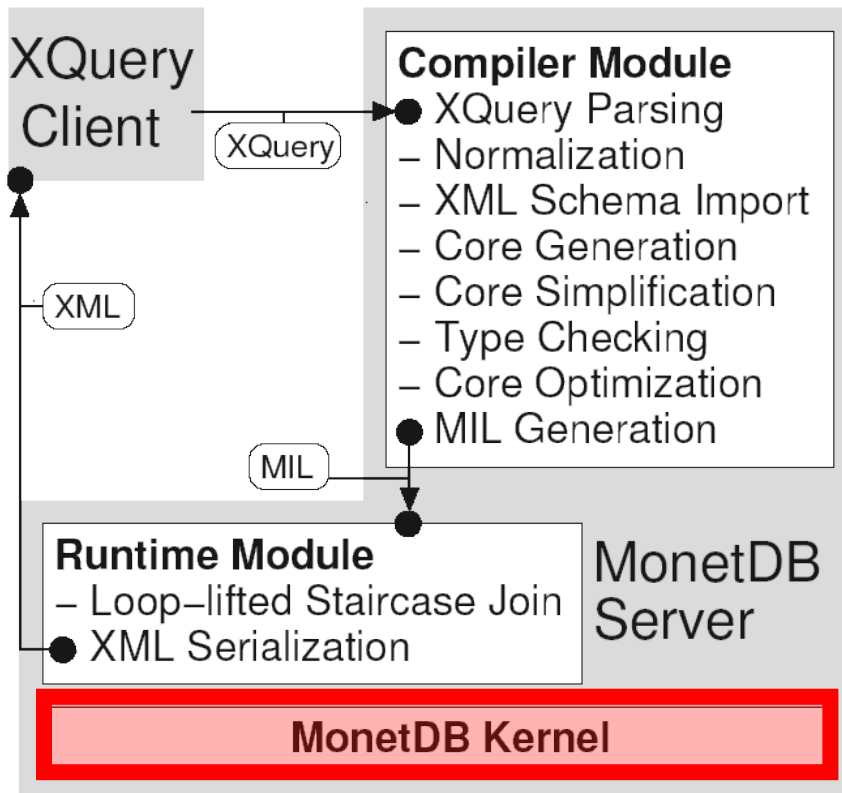 XQuery
Client
XQuery
Compiler Module
XQuery Parsing
– Normalization
– XML Schema Import
– Core Generation
– Core Simplification
– Type Checking
– Core Optimization
MIL Generation
XML
MIL
Runtime Module
– Loop–lifted Staircase Join
XML Serialization
MonetDB
Server
MonetDB Kernel